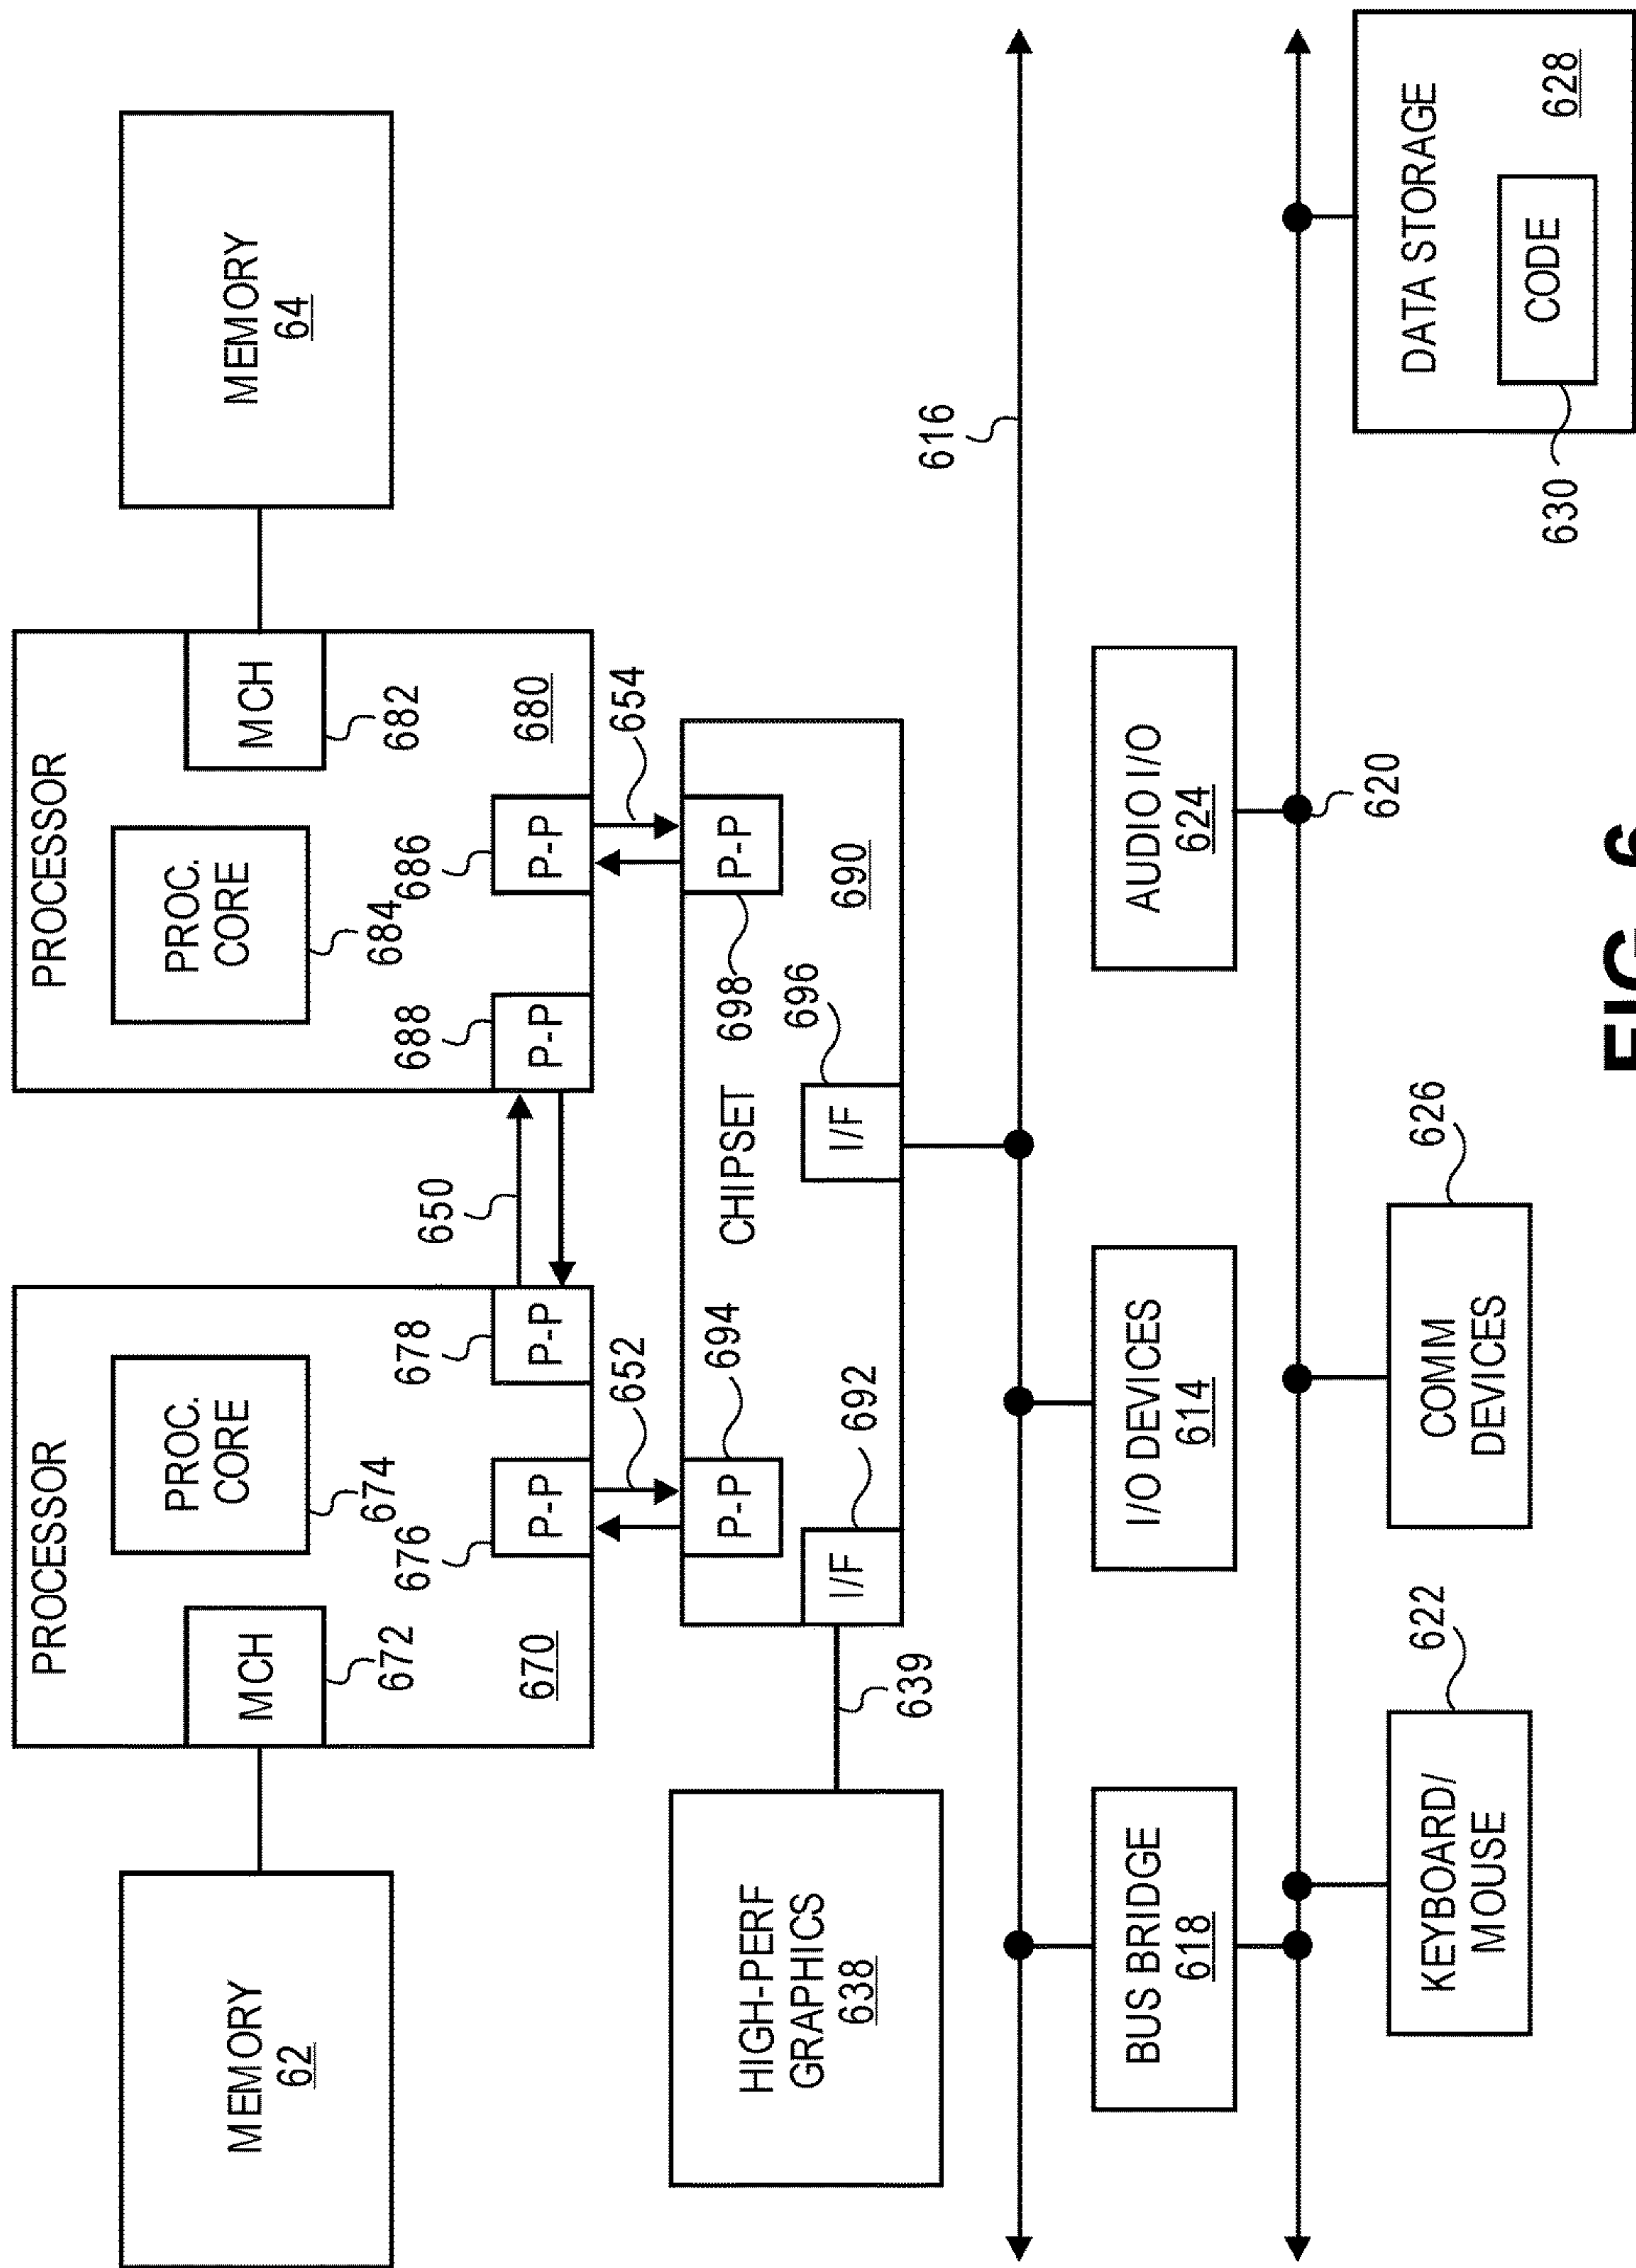 PROCESSOR
PROCESSOR
MEMORY
62
MCH
672
PROC.
CORE
674
676
678
P-P
P-P
670
650
688
P-P
PROC.
CORE
684
686
P-P
MCH
682
680
MEMORY
64
652
654
HIGH-PERF
GRAPHICS
638
639
P-P
694
I/F
692
CHIPSET
I/F
696
P-P
698
690
616
BUS BRIDGE
618
I/O DEVICES
614
AUDIO I/O
624
620
KEYBOARD/
MOUSE
622
COMM
DEVICES
626
DATA STORAGE
628
CODE
630
FIG. 6